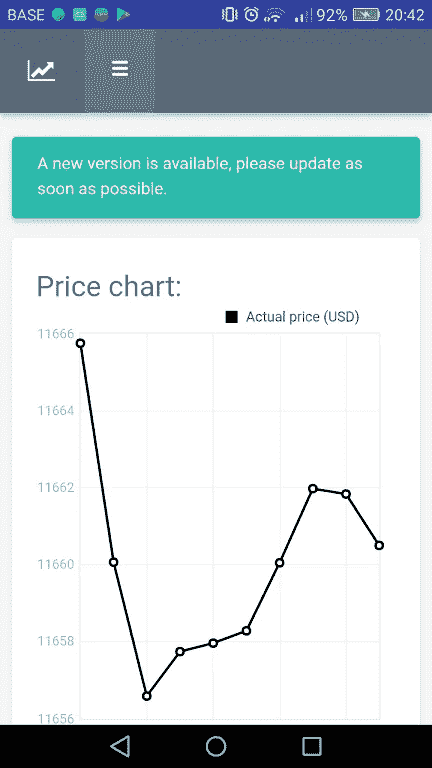 BASE 92% 20:42
A new version is available, please update as
soon as possible.
Price chart:
Actual price (USD)
11666
11664
11662
11660
11658
11656